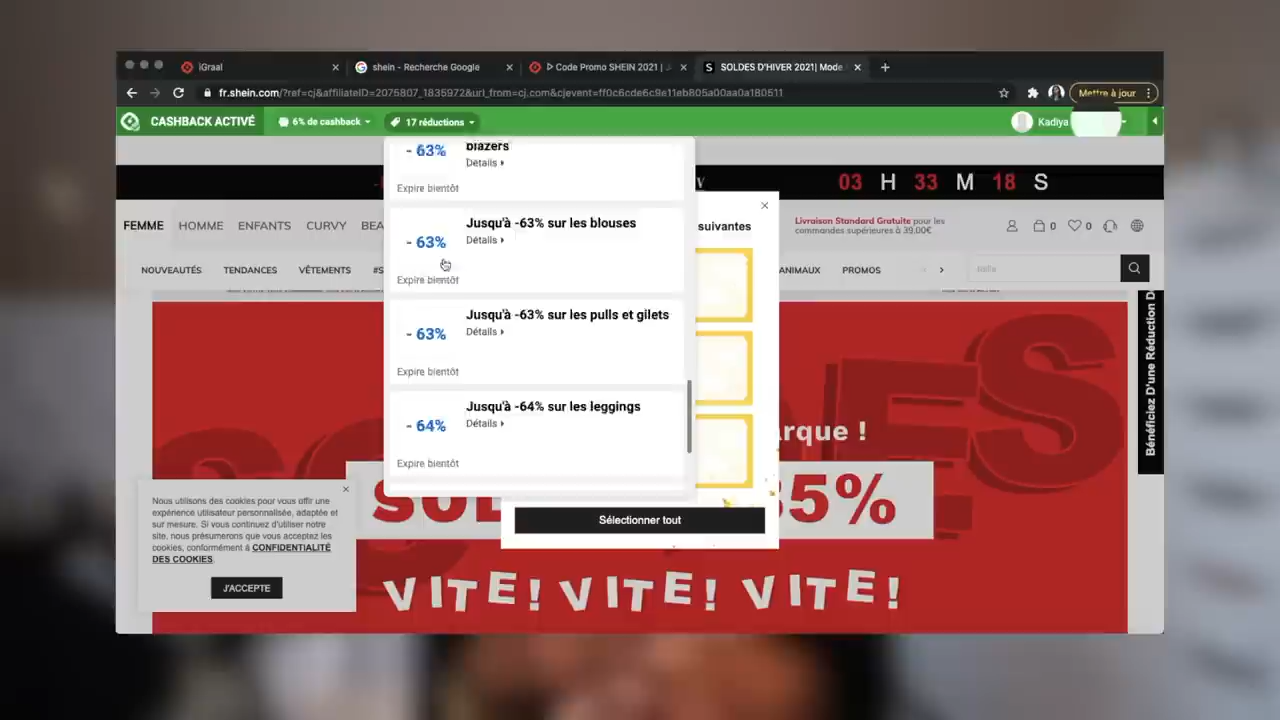 iGraal
shein - Recherche Google
Code Promo SHEIN 2021 |
SOLDES D'HIVER 2021| Mode
fr.shein.com/?ref=cj&affiliateID=2075807_1835972&url_from=cj.com&cjevent=ff0c6cde6c9e11eb805a00aa0a180511
Mettre à jour
CASHBACK ACTIVÉ
6% de cashback
17 réductions
Kadiya
03 H 33 M 18 S
- 63%
blazers
Détails
Expire bientôt
FEMME
HOMME
ENFANTS
CURVY
BEA
suivantes
Livraison Standard Gratuite pour les
commandes supérieures à 39,00€
0
0
Jusqu'à -63% sur les blouses
- 63%
Détails
Expire bientôt
NOUVEAUTÉS
TENDANCES
VÊTEMENTS
#S
ANIMAUX
PROMOS
Jusqu'à -63% sur les pulls et gilets
- 63%
Détails
Expire bientôt
Jusqu'à -64% sur les leggings
- 64%
Détails
Expire bientôt
Bénéficiez D'une Réduction D
arque !
SOL
85%
Sélectionner tout
Nous utilisons des cookies pour vous offrir une
expérience utilisateur personnalisée, adaptée et
sur mesure. Si vous continuez d'utiliser notre
site, nous présumerons que vous acceptez les
cookies, conformément à CONFIDENTIALITÉ
DES COOKIES.
J'ACCEPTE
VITE! VITE! VITE!